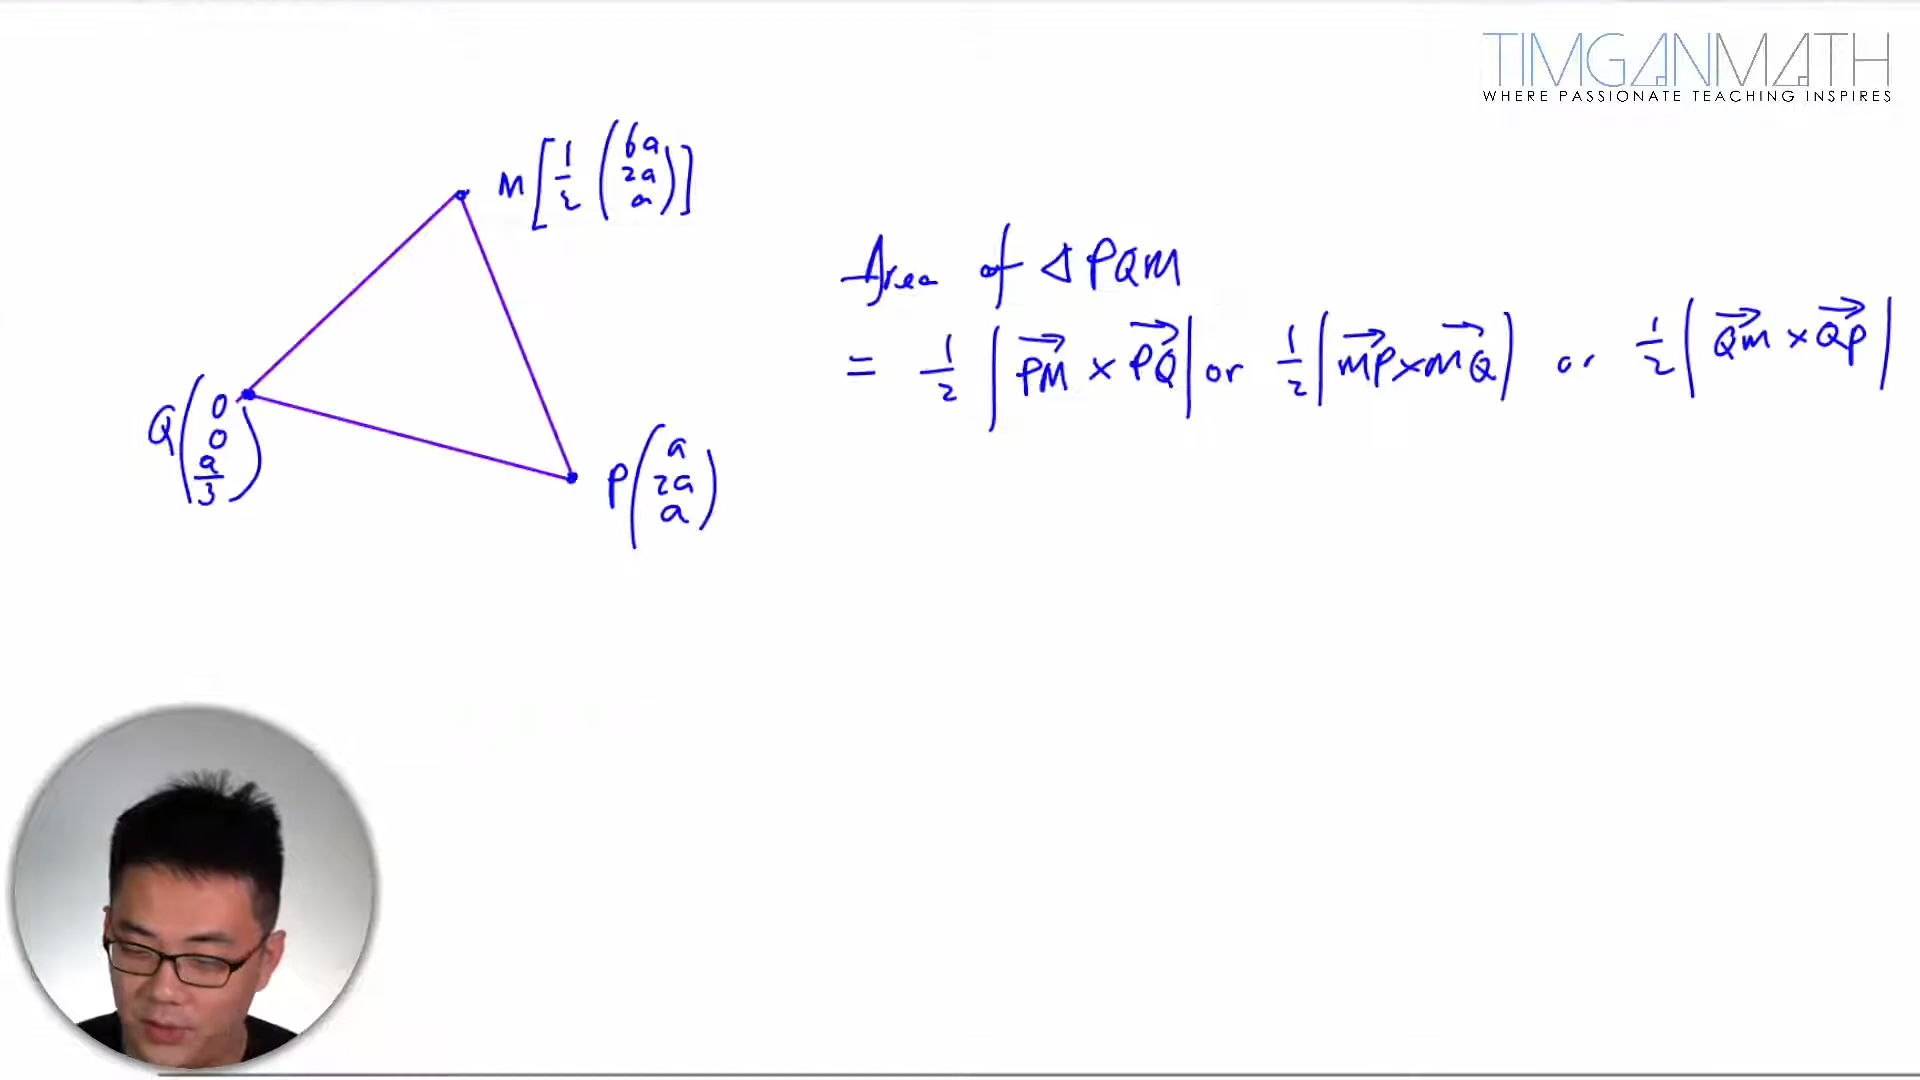 TIMGANMATH
WHERE PASSIONATE TEACHING INSPIRES
M [ 1/2 ( 6a
2a
a ) ]
Area of △ PQM
= 1/2 | PM⃗ × PQ⃗ | or 1/2 | MP⃗ × MQ⃗ | or 1/2 | QM⃗ × QP⃗ |
Q ( 0
0
a/3 )
P ( a
2a
a )